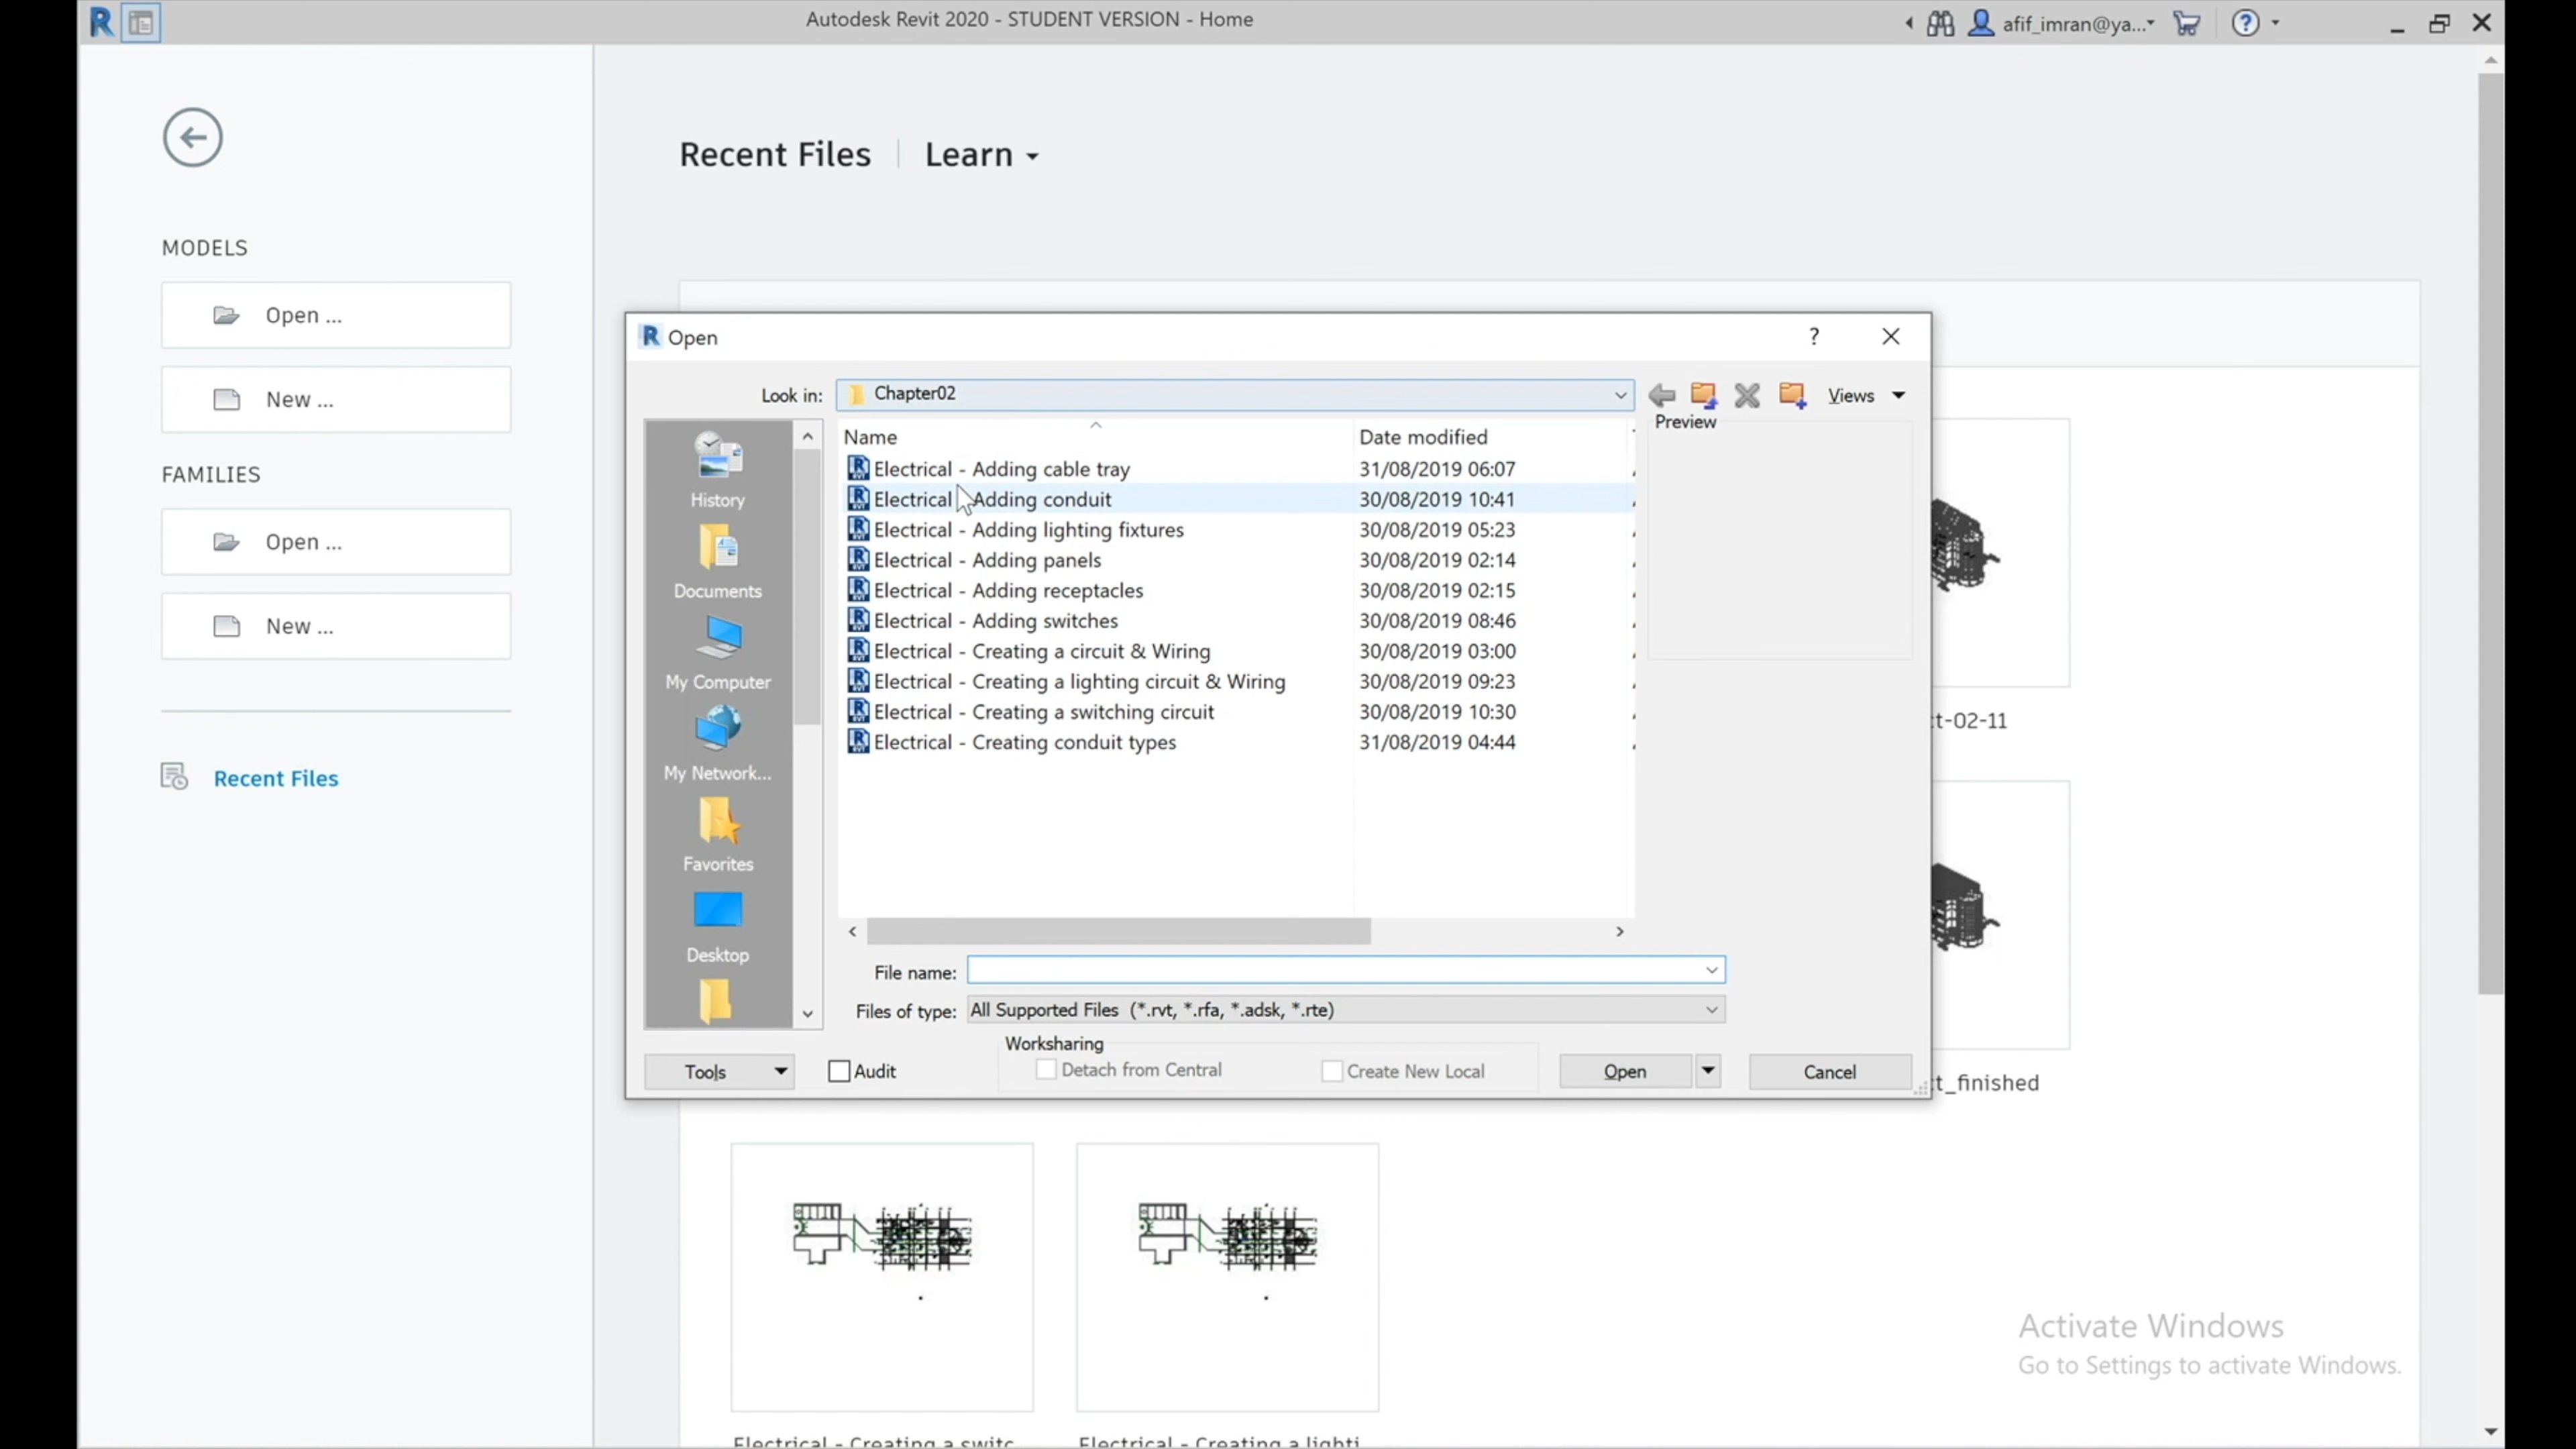 Autodesk Revit 2020 - STUDENT VERSION - Home
afif_imran@ya...
Recent Files
Learn
MODELS
Open ...
New ...
FAMILIES
Open ...
New ...
Recent Files
Open
Look in:
Chapter02
Views
Preview
Name
Date modified
Electrical - Adding cable tray 31/08/2019 06:07
Electrical - Adding conduit 30/08/2019 10:41
Electrical - Adding lighting fixtures 30/08/2019 05:23
Electrical - Adding panels 30/08/2019 02:14
Electrical - Adding receptacles 30/08/2019 02:15
Electrical - Adding switches 30/08/2019 08:46
Electrical - Creating a circuit & Wiring 30/08/2019 03:00
Electrical - Creating a lighting circuit & Wiring 30/08/2019 09:23
Electrical - Creating a switching circuit 30/08/2019 10:30
Electrical - Creating conduit types 31/08/2019 04:44
History
Documents
My Computer
My Network...
Favorites
Desktop
File name:
Files of type:
All Supported Files (*.rvt, *.rfa, *.adsk, *.rte)
Worksharing
Tools
Audit
Detach from Central
Create New Local
Open
Cancel
ct-02-11
ct_finished
Electrical - Creating a switc
Electrical - Creating a lighti
Activate Windows
Go to Settings to activate Windows.